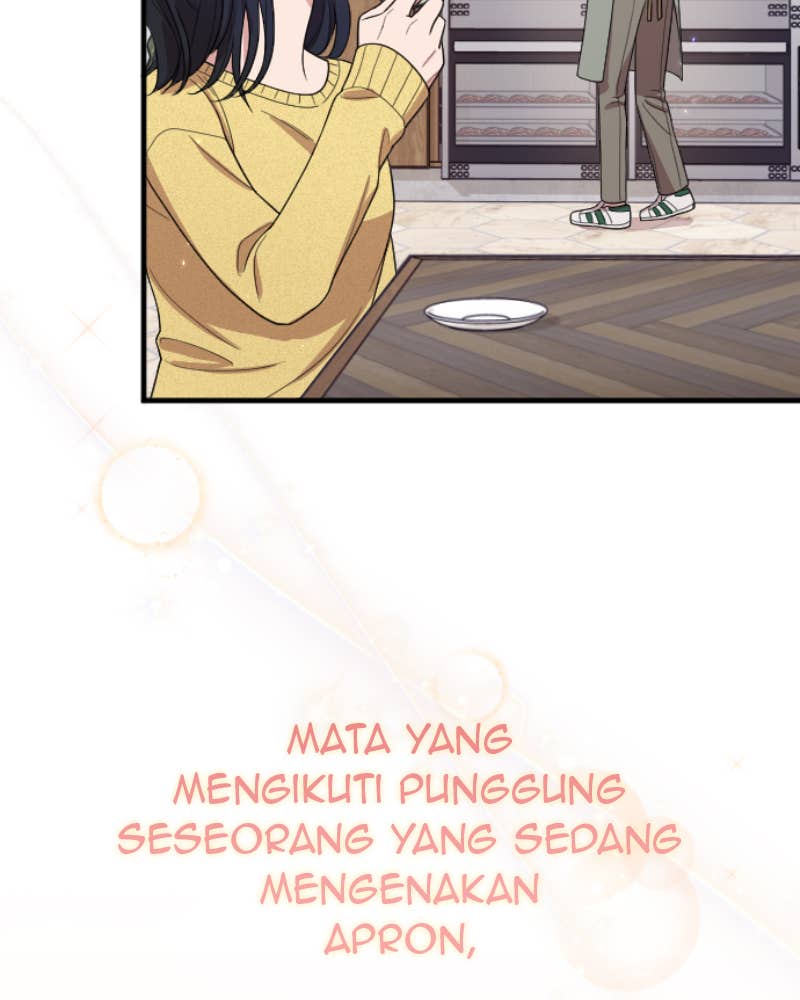 MATA YANG
MENGIKUTI PUNGGUNG
SESEORANG YANG SEDANG
MENGENAKAN
APRON,